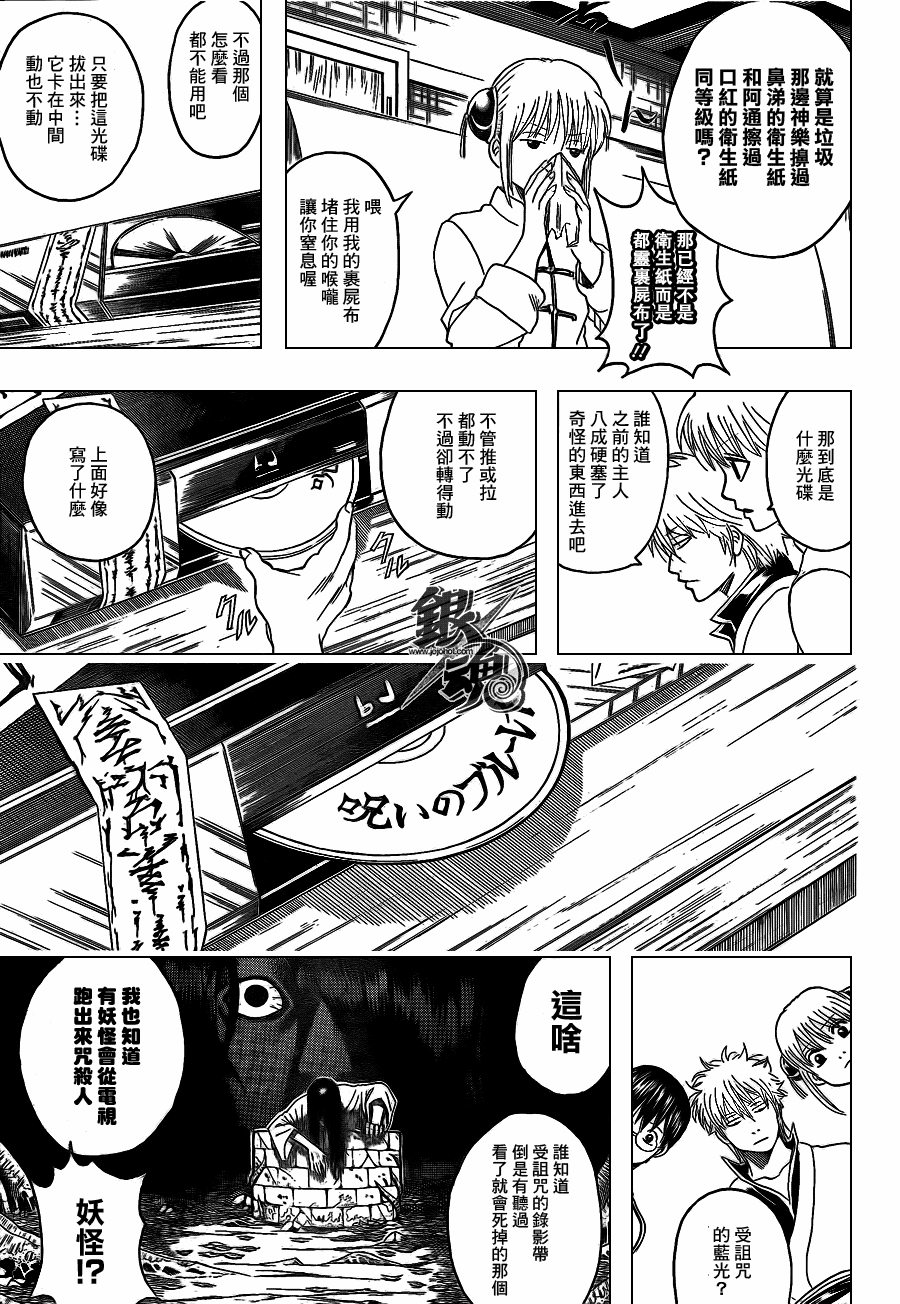 就算是垃圾
那邊神樂擤過
鼻涕的衛生紙
和阿通擦過
口紅的衛生紙
同等級嗎？
那已經不是
衛生紙而是
都靈裹屍布了!!
喂
我用我的裹屍布
堵住你的喉嚨
讓你窒息喔
不過那個
怎麼看
都不能用吧
只要把這光碟
拔出來…
它卡在中間
動也不動
那到底是
什麼光碟
誰知道
之前的主人
八成硬塞了
奇怪的東西進去吧
不管推或拉
都動不了
不過卻轉得動
上面好像
寫了什麼
グル
グル
銀魂
www.jojohot.com
呪いのブルーレ
受詛咒
的藍光？
這啥
誰知道
受詛咒的錄影帶
倒是有聽過
看了就會死掉的那個
我也知道
有妖怪會從電視
跑出來咒殺人
妖怪!?